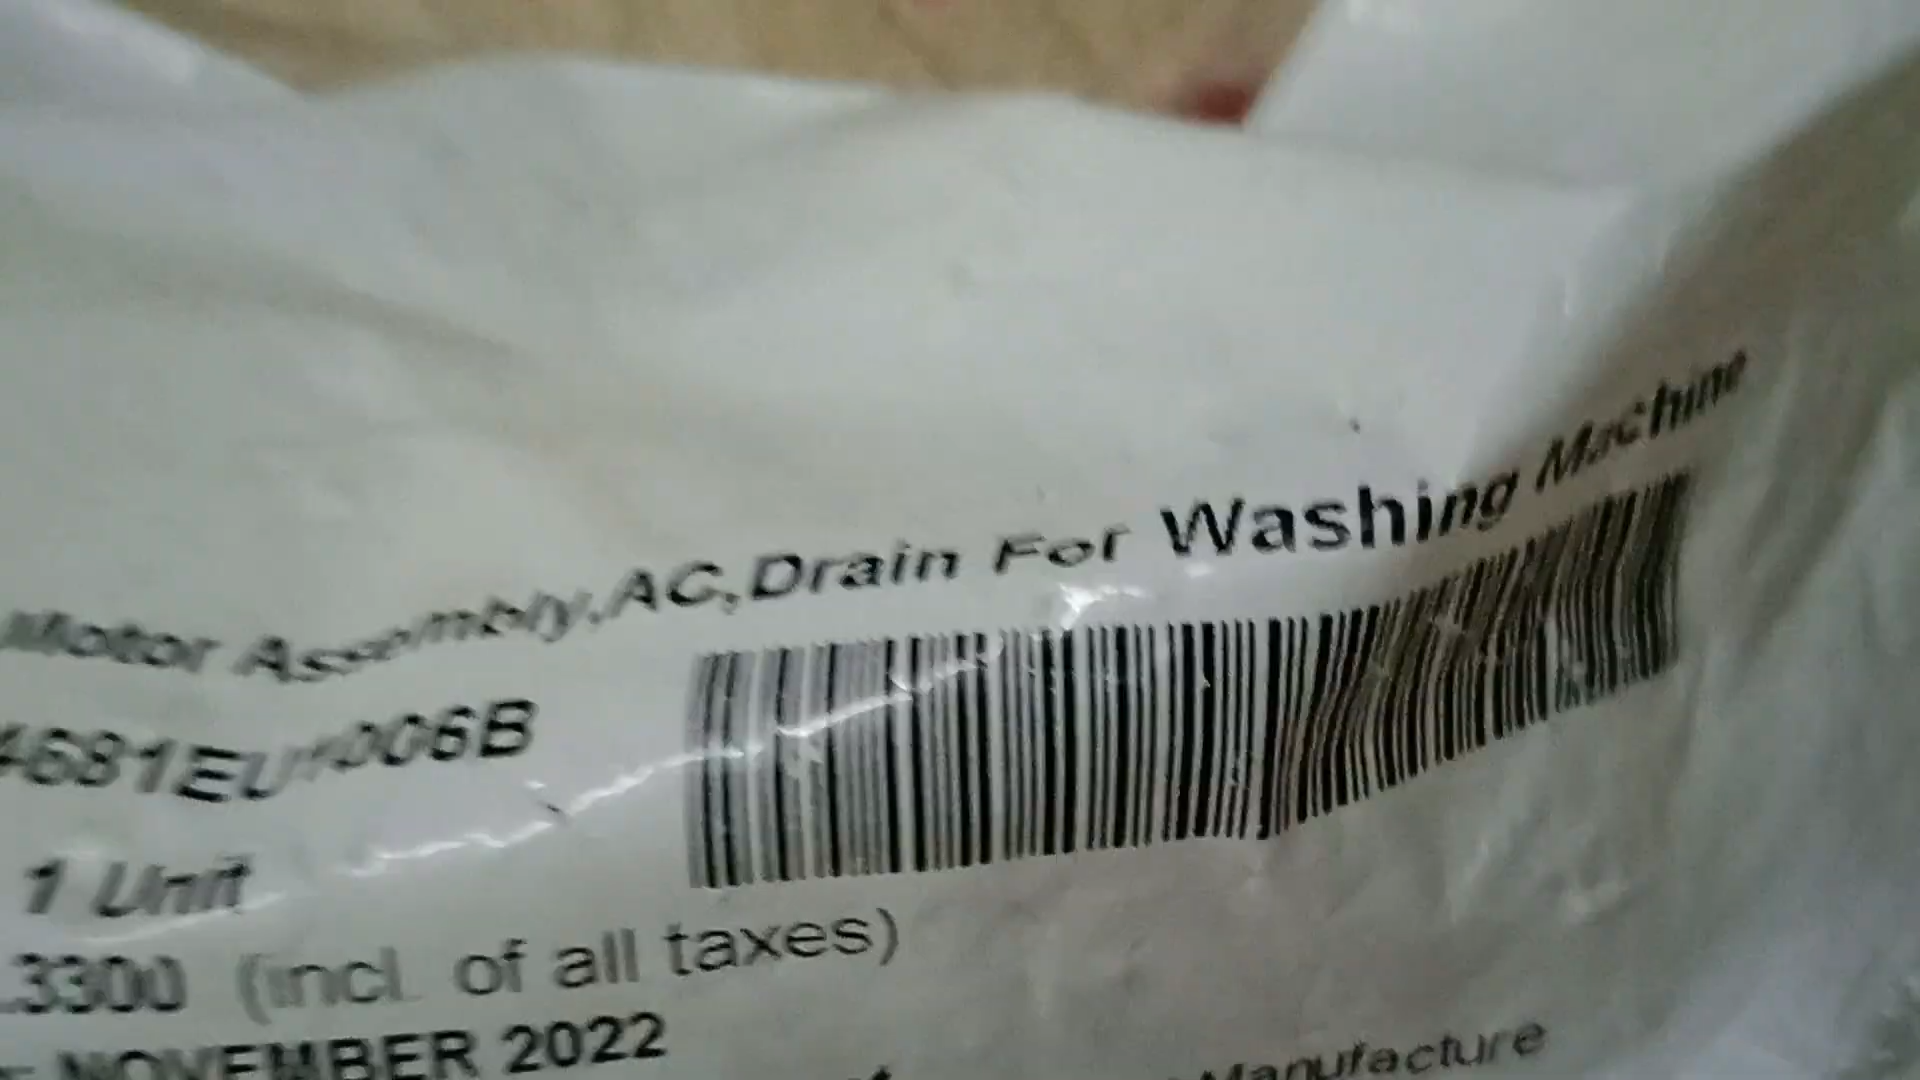 Motor Assembly,AC,Drain For Washing Machine
1 Unit
.3300 (incl. of all taxes)
NOVEMBER 2022
Manufacture